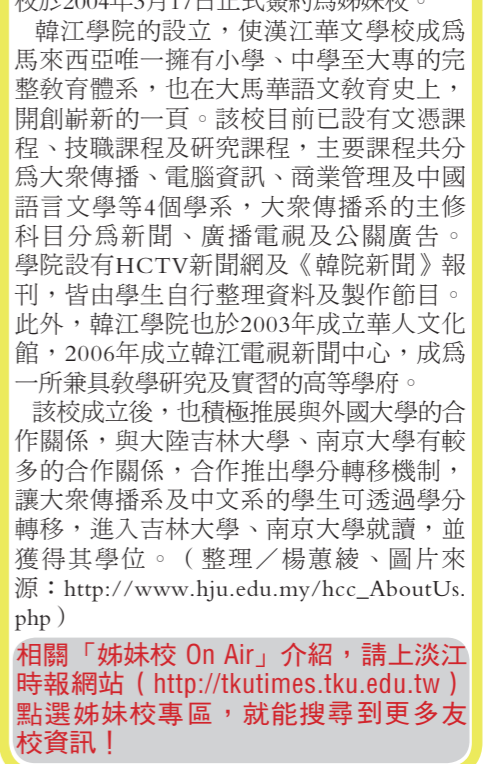 校於2004年3月17日正式簽約為姊妹校。
韓江學院的設立，使漢江華文學校成為
馬來西亞唯一擁有小學、中學至大專的完
整教育體系，也在大馬華語文教育史上，
開創嶄新的一頁。該校目前已設有文憑課
程、技職課程及研究課程，主要課程共分
為大眾傳播、電腦資訊、商業管理及中國
語言文學等4個學系，大眾傳播系的主修
科目分為新聞、廣播電視及公關廣告。
學院設有HCTV新聞網及《韓院新聞》報
刊，皆由學生自行整理資料及製作節目。
此外，韓江學院也於2003年成立華人文化
館，2006年成立韓江電視新聞中心，成為
一所兼具教學研究及實習的高等學府。
該校成立後，也積極推展與外國大學的合
作關係，與大陸吉林大學、南京大學有較
多的合作關係，合作推出學分轉移機制，
讓大眾傳播系及中文系的學生可透過學分
轉移，進入吉林大學、南京大學就讀，並
獲得其學位。（整理／楊蕙綾、圖片來
源：http://www.hju.edu.my/hcc_AboutUs.
php）
相關「姊妹校 On Air」介紹，請上淡江
時報網站（http://tkutimes.tku.edu.tw）
點選姊妹校專區，就能搜尋到更多友
校資訊！